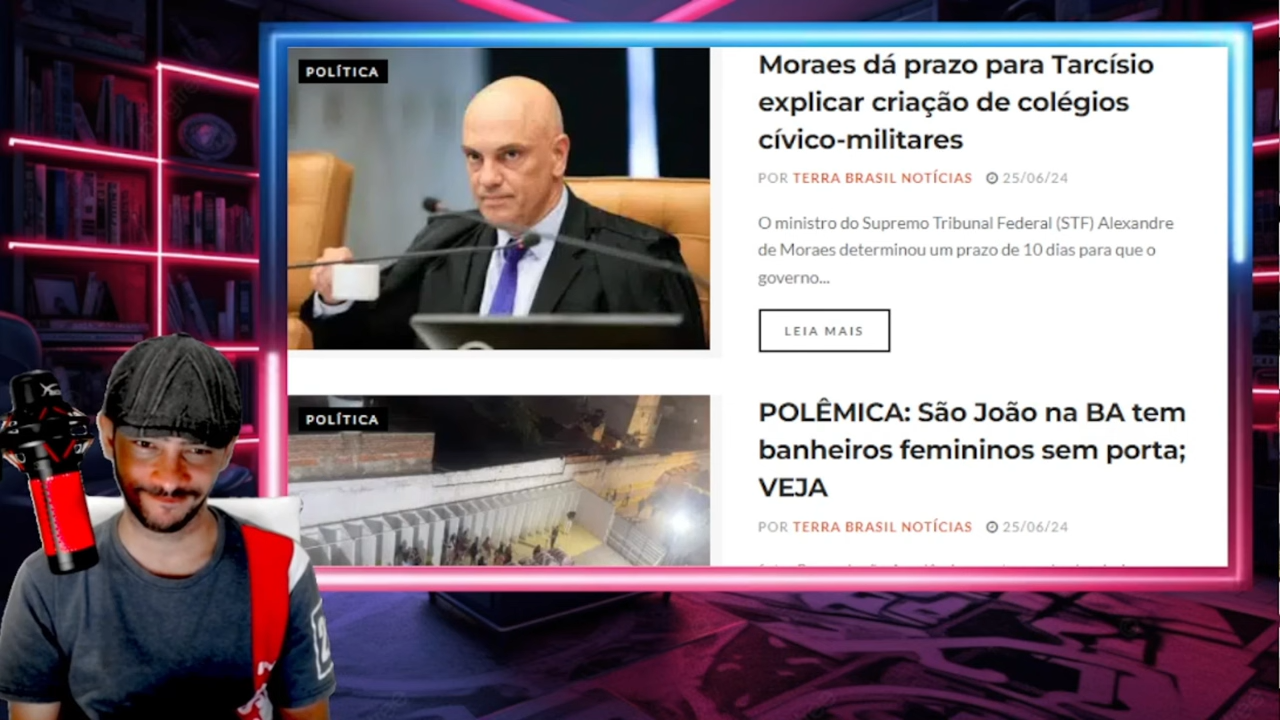 POLÍTICA
Moraes dá prazo para Tarcísio
explicar criação de colégios
cívico-militares
POR TERRA BRASIL NOTÍCIAS 25/06/24
O ministro do Supremo Tribunal Federal (STF) Alexandre
de Moraes determinou um prazo de 10 dias para que o
governo...
LEIA MAIS
POLÍTICA
POLÊMICA: São João na BA tem
banheiros femininos sem porta;
VEJA
POR TERRA BRASIL NOTÍCIAS 25/06/24